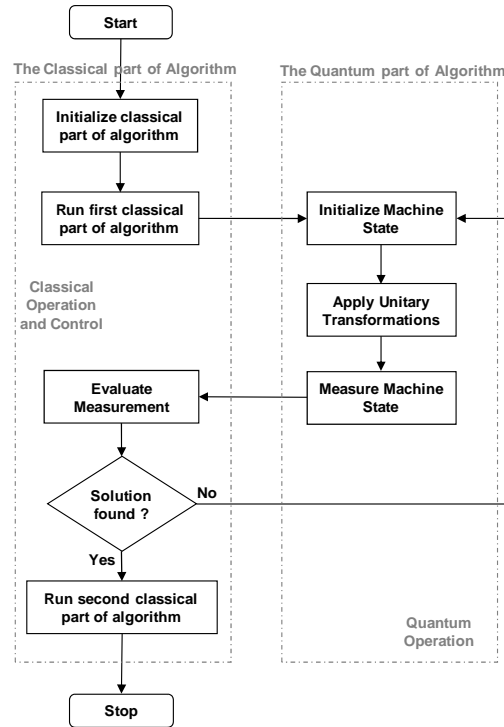 Start
The Classical part of Algorithm
The Quantum part of Algorithm
Initialize classical
part of algorithm
Run first classical
part of algorithm
Initialize Machine
State
Classical
Operation
and Control
Apply Unitary
Transformations
Evaluate
Measurement
Measure Machine
State
Solution
found ?
No
Yes
Run second classical
part of algorithm
Quantum
Operation
Stop